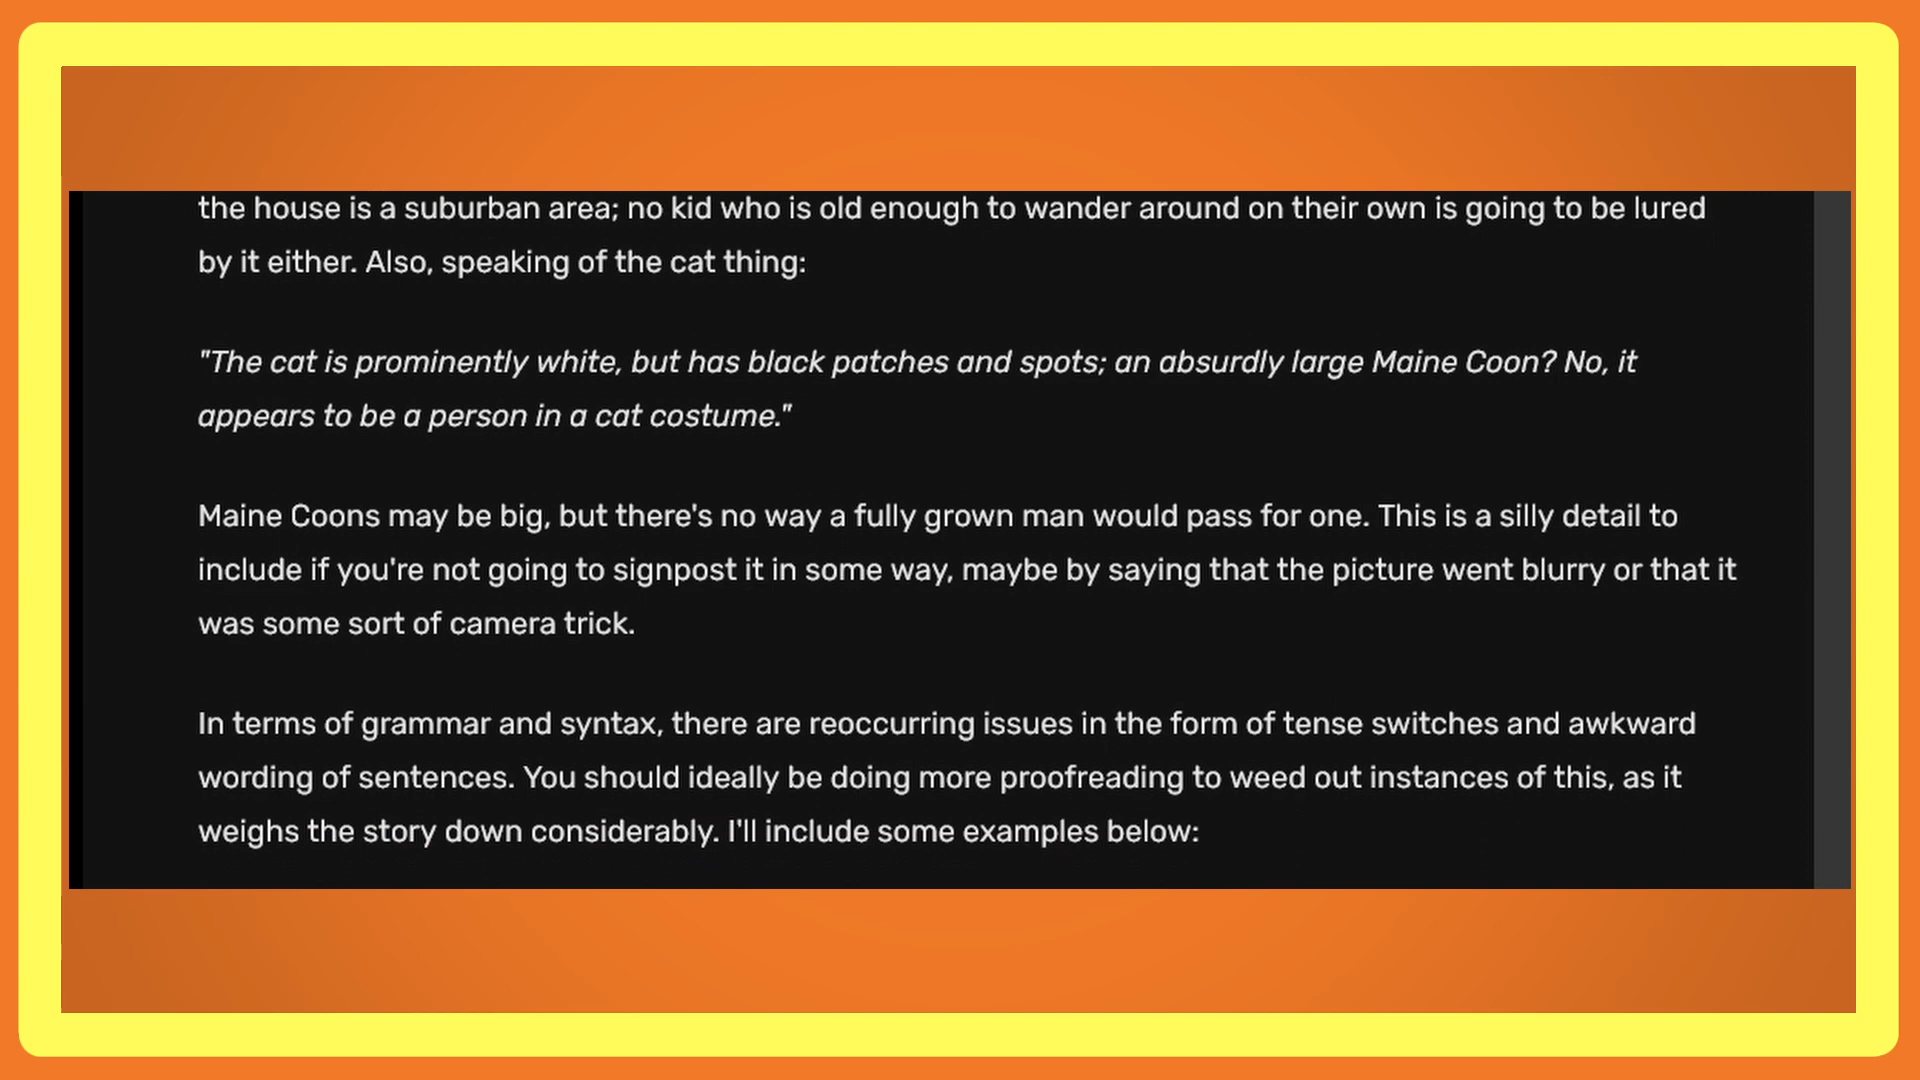 the house is a suburban area; no kid who is old enough to wander around on their own is going to be lured
by it either. Also, speaking of the cat thing:
"The cat is prominently white, but has black patches and spots; an absurdly large Maine Coon? No, it
appears to be a person in a cat costume."
Maine Coons may be big, but there's no way a fully grown man would pass for one. This is a silly detail to
include if you're not going to signpost it in some way, maybe by saying that the picture went blurry or that it
was some sort of camera trick.
In terms of grammar and syntax, there are reoccurring issues in the form of tense switches and awkward
wording of sentences. You should ideally be doing more proofreading to weed out instances of this, as it
weighs the story down considerably. I'll include some examples below: